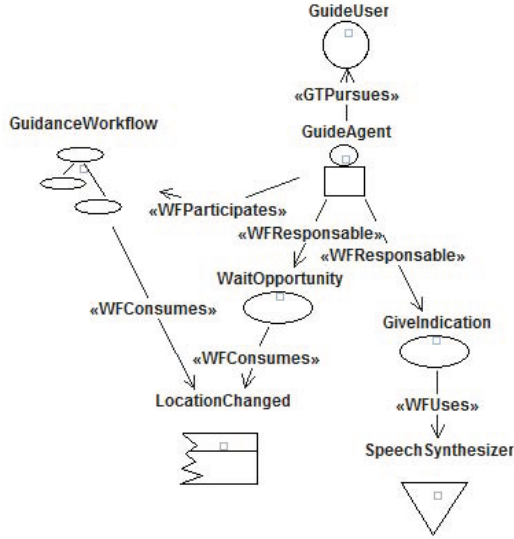 GuideUser
«GTPursues»
GuidanceWorkflow
GuideAgent
«WFParticipates»
«WFResponsable»
«WFResponsable»
WaitOpportunity
«WFConsumes»
GiveIndication
«WFConsumes»
LocationChanged
«WFUses»
SpeechSynthesizer